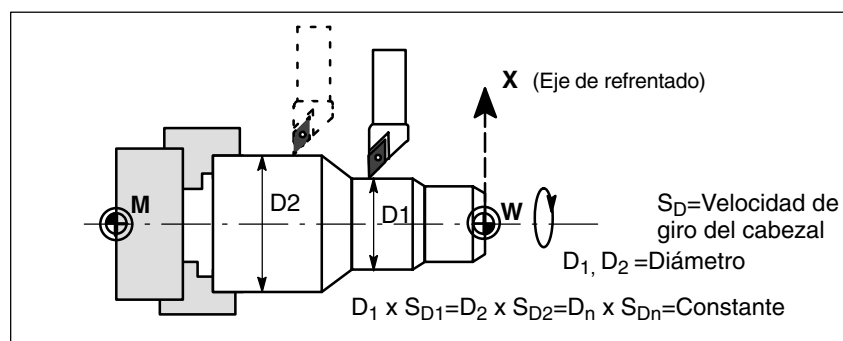 X (Eje de refrentado)
M
D2
D1
W
S_D=Velocidad de
giro del cabezal
D_1, D_2 =Diámetro
D_1 x S_D1=D_2 x S_D2=D_n x S_Dn=Constante